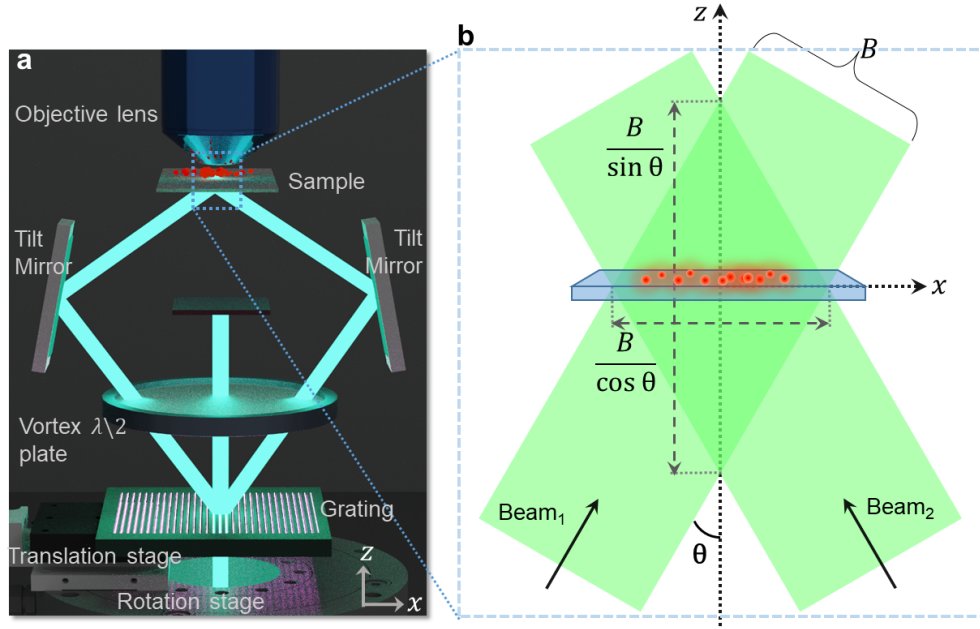 a
Objective lens
Sample
Tilt
Mirror
Tilt
Mirror
Vortex λ\2
plate
Grating
Translation stage
Rotation stage
z
x
b
z
B
B
sin θ
x
B
cos θ
Beam1
Beam2
θ